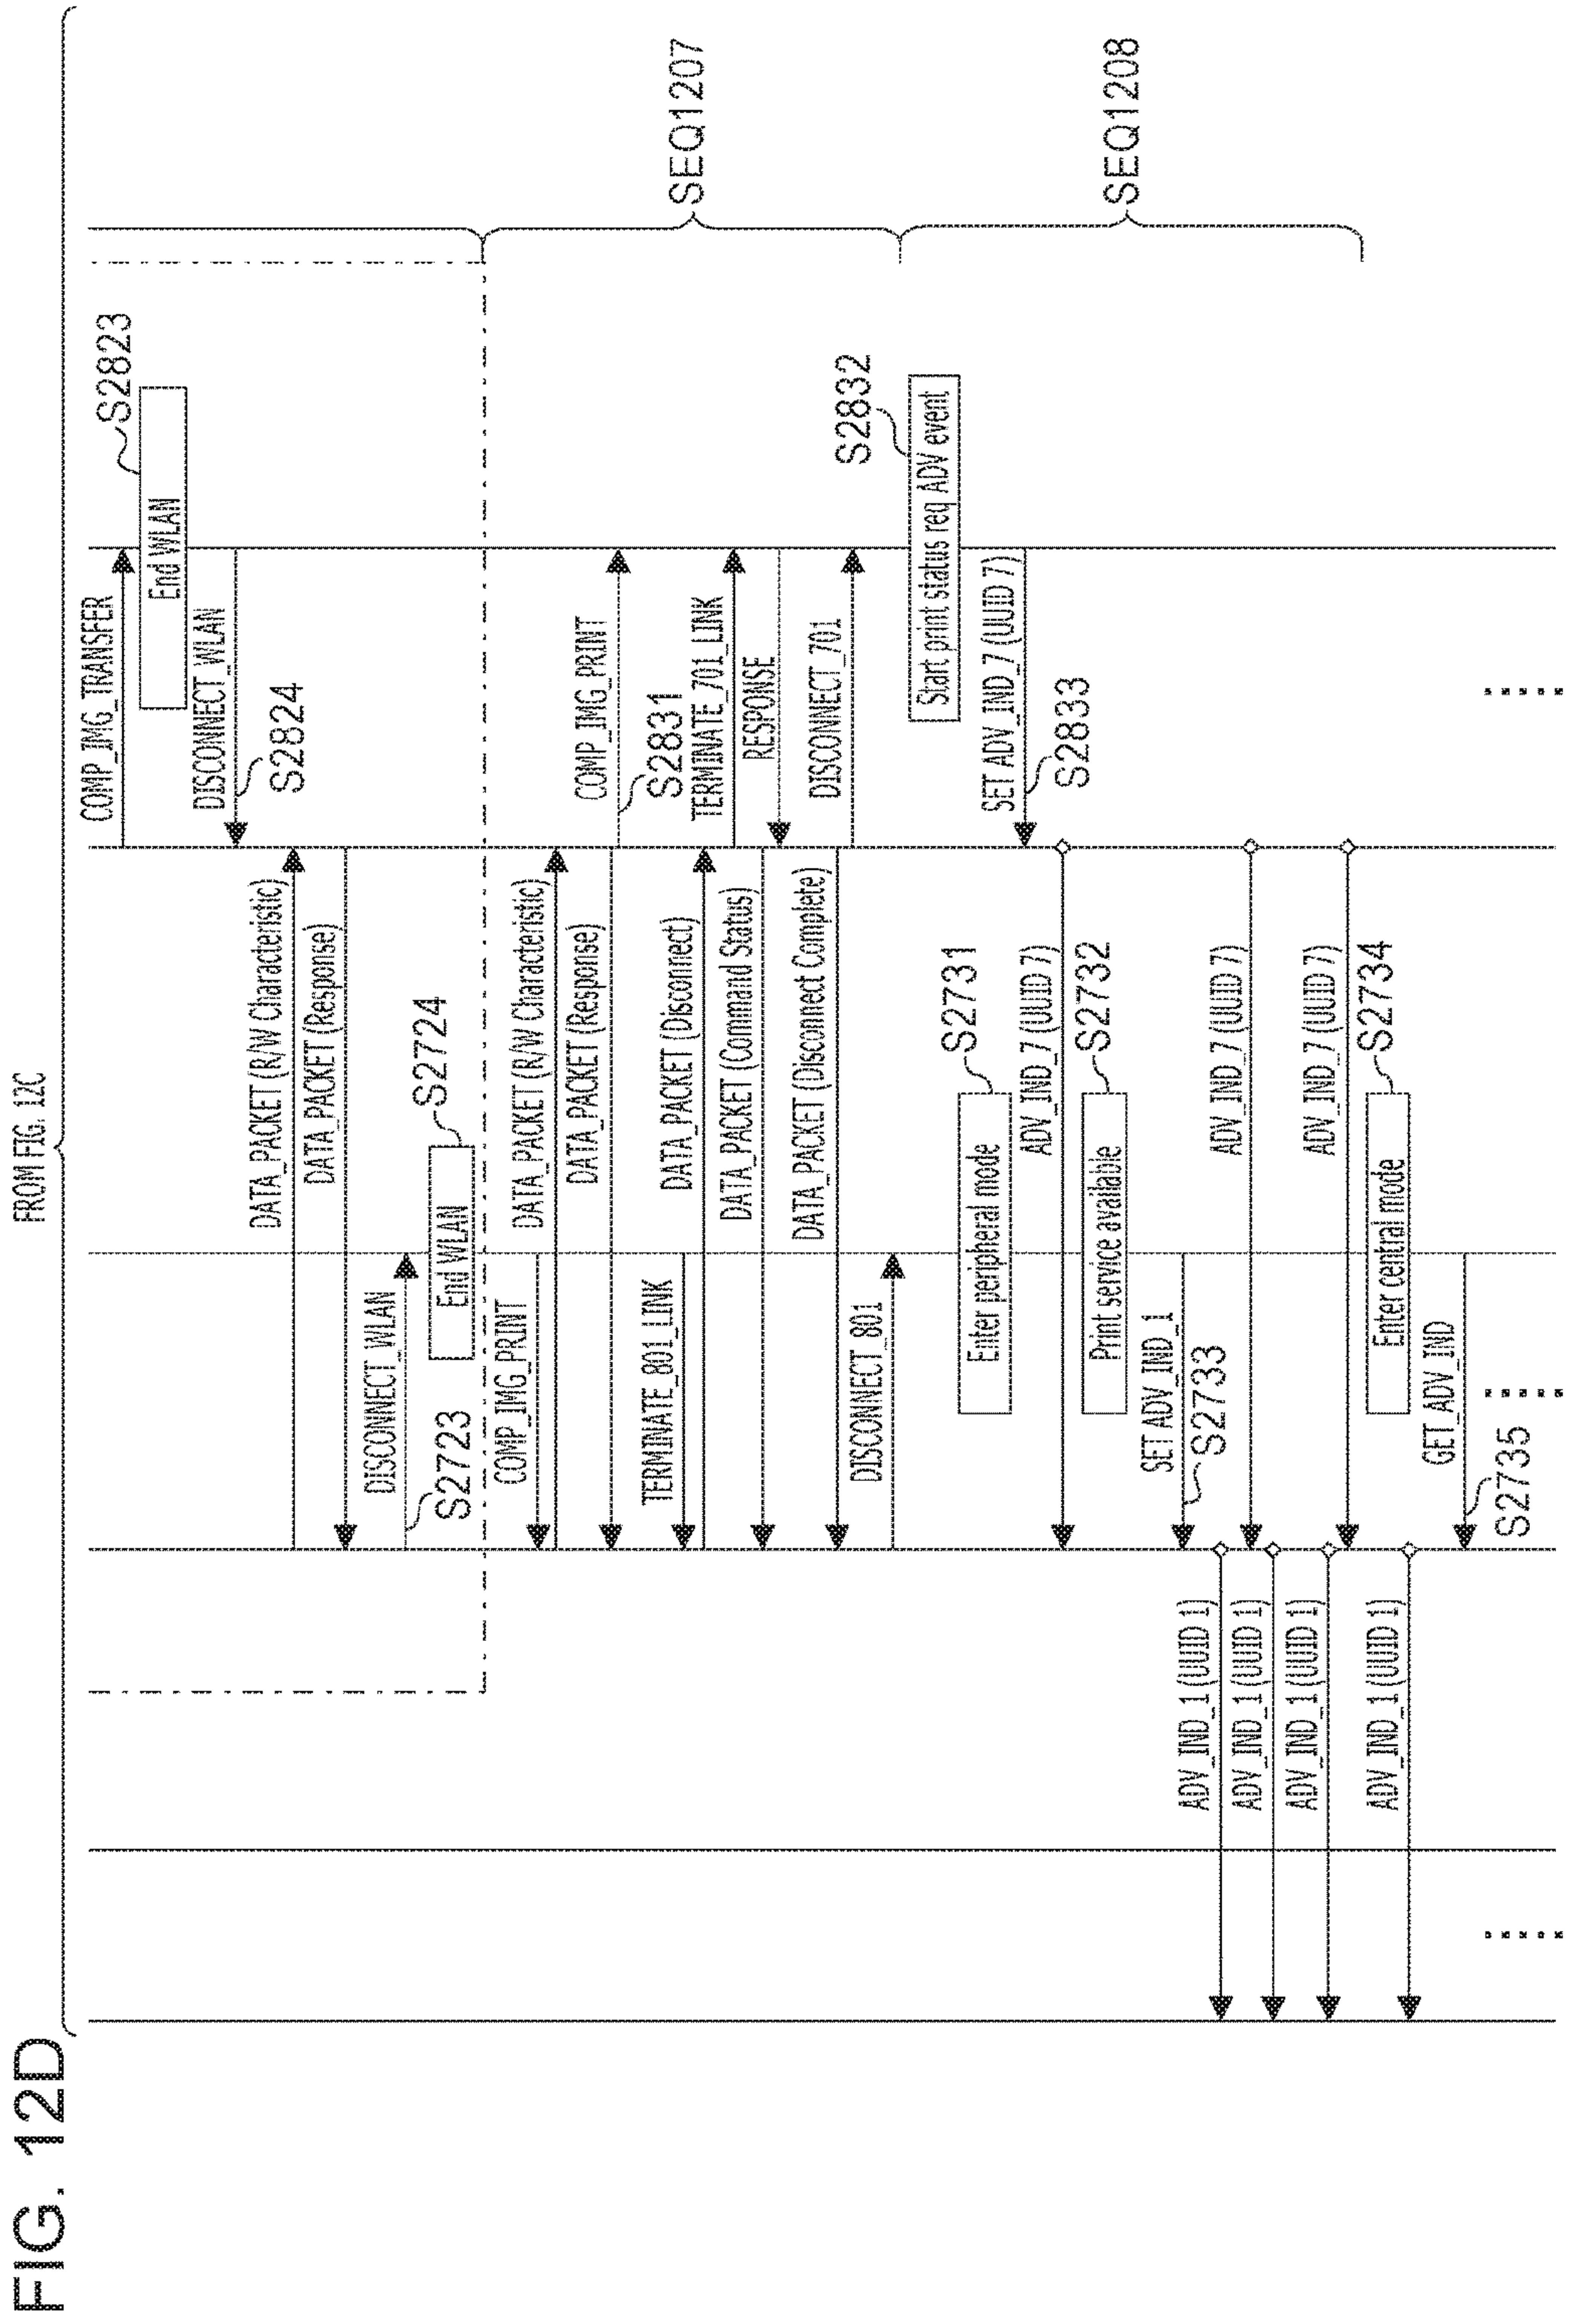 FIG. 12D
FROM FIG. 12C
COMP_IMG_TRANSFER
S2823
End WLAN
DISCONNECT_WLAN
S2824
DATA_PACKET (R/W Characteristic)
DATA_PACKET (Response)
DISCONNECT_WLAN
S2723
End WLAN
S2724
COMP_IMG_PRINT
DATA_PACKET (R/W Characteristic)
DATA_PACKET (Response)
COMP_IMG_PRINT
S2831
TERMINATE_801_LINK
DATA_PACKET (Disconnect)
TERMINATE_701_LINK
DATA_PACKET (Command Status)
RESPONSE
DATA_PACKET (Disconnect Complete)
DISCONNECT_701
DISCONNECT_801
SEQ1207
S2832
Start print status req ADV event
Enter peripheral mode
S2731
SET ADV_IND_7 (UUID 7)
S2833
ADV_IND_7 (UUID 7)
Print service available
S2732
SET ADV_IND_1
S2733
ADV_IND_1 (UUID 1)
ADV_IND_7 (UUID 7)
ADV_IND_1 (UUID 1)
ADV_IND_1 (UUID 1)
ADV_IND_7 (UUID 7)
Enter central mode
S2734
ADV_IND_1 (UUID 1)
GET_ADV_IND
S2735
SEQ1208